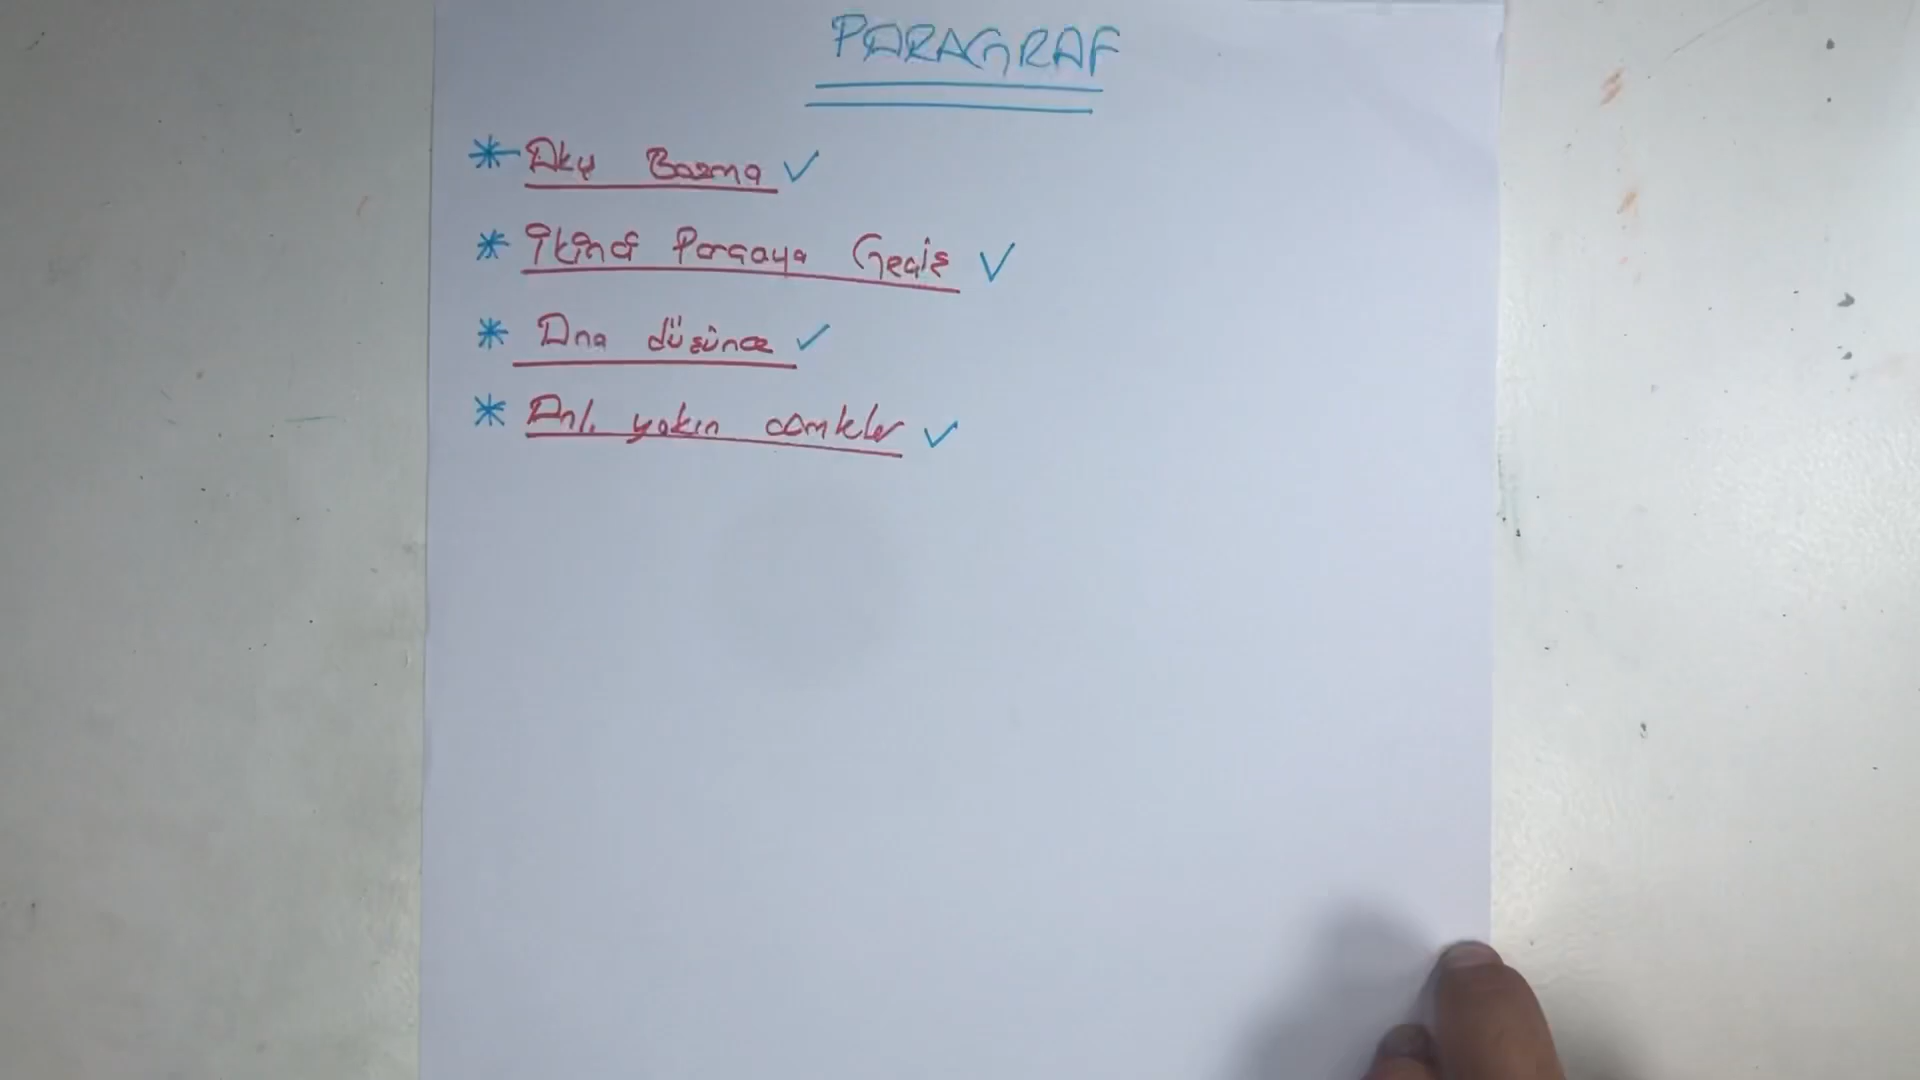 PARAGRAF
* Akış Bozma ✓
* İkinci Parçaya Geçiş ✓
* Ana düşünce ✓
* Anl. yakın cümleler ✓